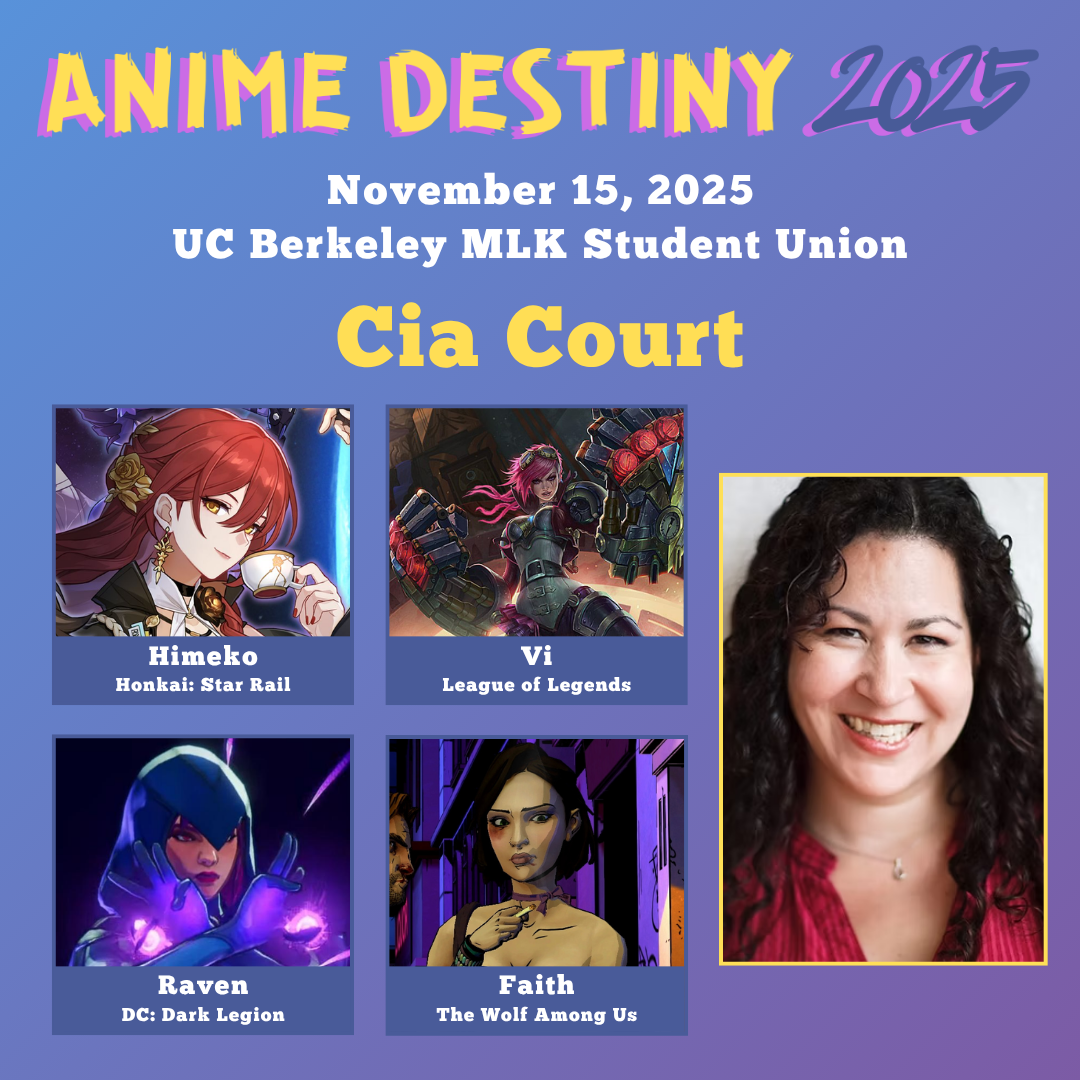 ANIME DESTINY 2025
November 15, 2025
UC Berkeley MLK Student Union
Cia Court
Himeko
Honkai: Star Rail
Vi
League of Legends
Raven
DC: Dark Legion
Faith
The Wolf Among Us